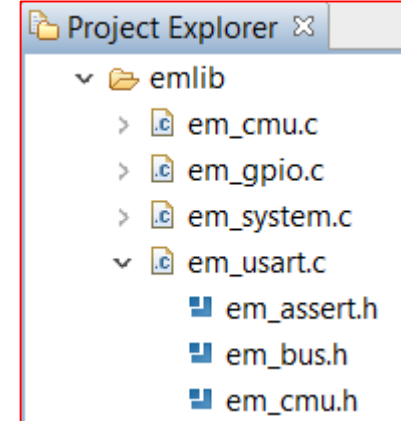 Project Explorer
emlib
.c em_cmu.c
.c em_gpio.c
.c em_system.c
.c em_usart.c
em_assert.h
em_bus.h
em_cmu.h